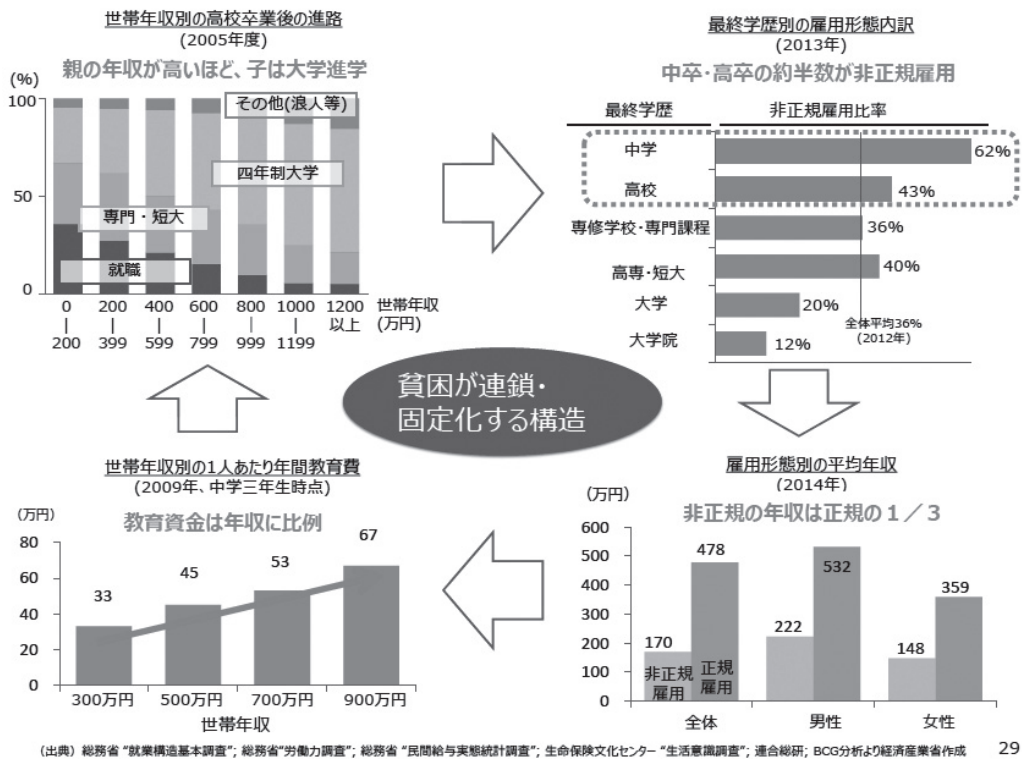 世帯年収別の高校卒業後の進路
(2005年度)
親の年収が高いほど、子は大学進学
(%)
100
50
0
その他(浪人等)
四年制大学
専門・短大
就職
0 200 400 600 800 1000 1200 世帯年収
| | | | | | 以上 (万円)
200 399 599 799 999 1199
最終学歴別の雇用形態内訳
(2013年)
中卒・高卒の約半数が非正規雇用
最終学歴 非正規雇用比率
中学 62%
高校 43%
専修学校・専門課程 36%
高専・短大 40%
大学 20%
全体平均36%
(2012年)
大学院 12%
貧困が連鎖・
固定化する構造
世帯年収別の1人あたり年間教育費
(2009年、中学三年生時点)
教育資金は年収に比例
(万円)
80
60
40
20
0
33 45 53 67
300万円 500万円 700万円 900万円
世帯年収
雇用形態別の平均年収
(2014年)
(万円)
非正規の年収は正規の1/3
600
500
400
300
200
100
0
170 478 222 532 148 359
非正規 正規
雇用 雇用
全体 男性 女性
(出典) 総務省 "就業構造基本調査"; 総務省"労働力調査"; 総務省 "民間給与実態統計調査"; 生命保険文化センター "生活意識調査"; 連合総研; BCG分析より経済産業省作成
29